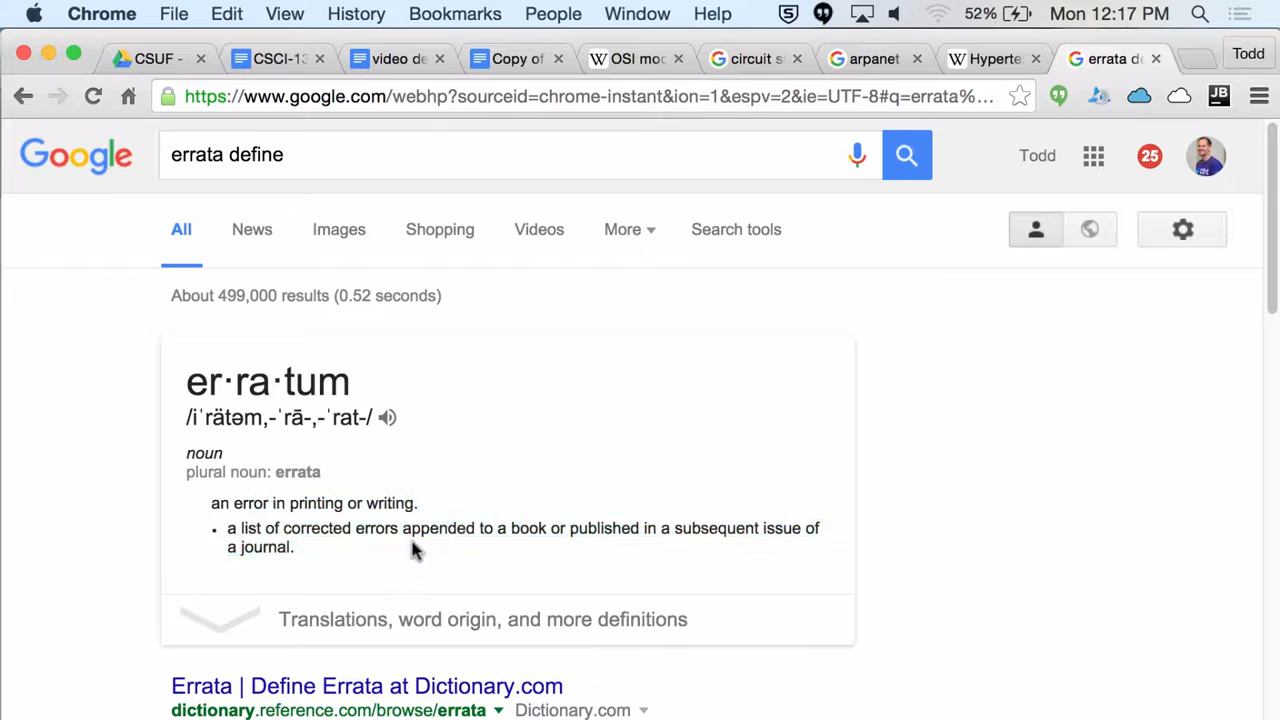 Chrome File Edit View History Bookmarks People Window Help 52% Mon 12:17 PM
CSUF - CSCI-13 video de Copy of OSI mod circuit s arpanet Hyperte errata de Todd
https://www.google.com/webhp?sourceid=chrome-instant&ion=1&espv=2&ie=UTF-8#q=errata%... JB
Google errata define Todd 25
All News Images Shopping Videos More Search tools
About 499,000 results (0.52 seconds)
er·ra·tum
/iˈrätəm,-ˈrā-,-ˈrat-/
noun
plural noun: errata
an error in printing or writing.
• a list of corrected errors appended to a book or published in a subsequent issue of
a journal.
Translations, word origin, and more definitions
Errata | Define Errata at Dictionary.com
dictionary.reference.com/browse/errata Dictionary.com